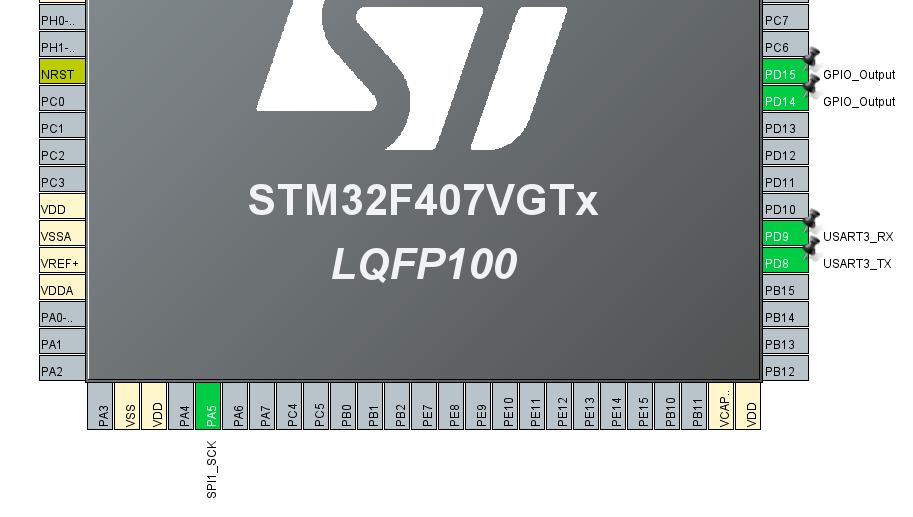 PH0-..
PH1-..
NRST
PC0
PC1
PC2
PC3
VDD
VSSA
VREF+
VDDA
PA0-..
PA1
PA2
STM32F407VGTx
LQFP100
PC7
PC6
PD15 GPIO_Output
PD14 GPIO_Output
PD13
PD12
PD11
PD10
PD9 USART3_RX
PD8 USART3_TX
PB15
PB14
PB13
PB12
PA3
VSS
VDD
PA4
PA5
PA6
PA7
PC4
PC5
PB0
PB1
PB2
PE7
PE8
PE9
PE10
PE11
PE12
PE13
PE14
PE15
PB10
PB11
VCAP..
VDD
SPI1_SCK